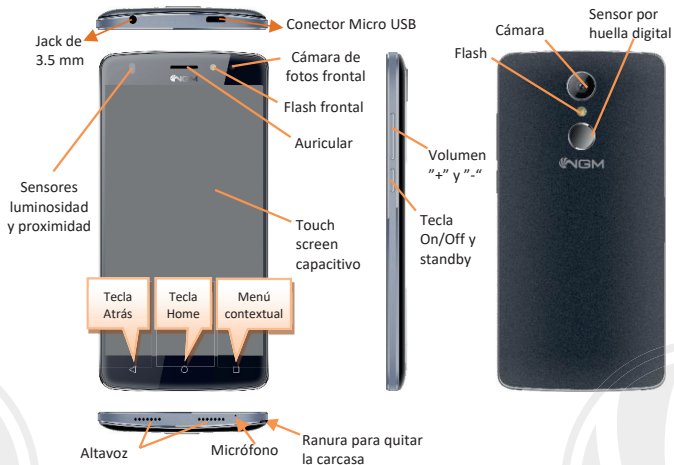 Conector Micro USB
Jack de
3.5 mm
Cámara de
fotos frontal
Flash frontal
Auricular
NGM
Sensores
luminosidad
y proximidad
Touch
screen
capacitivo
Tecla
Atrás
Tecla
Home
Menú
contextual
Altavoz
Micrófono
Ranura para quitar
la carcasa
Volumen
”+” y ”-“
Tecla
On/Off y
standby
Cámara
Sensor por
huella digital
Flash
NGM